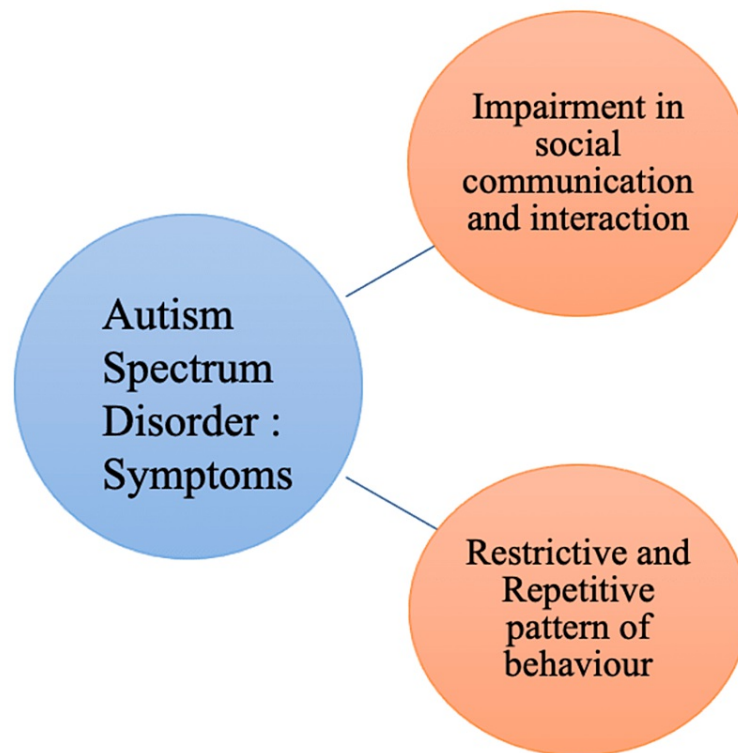 Impairment in
social
communication
and interaction
Autism
Spectrum
Disorder :
Symptoms
Restrictive and
Repetitive
pattern of
behaviour